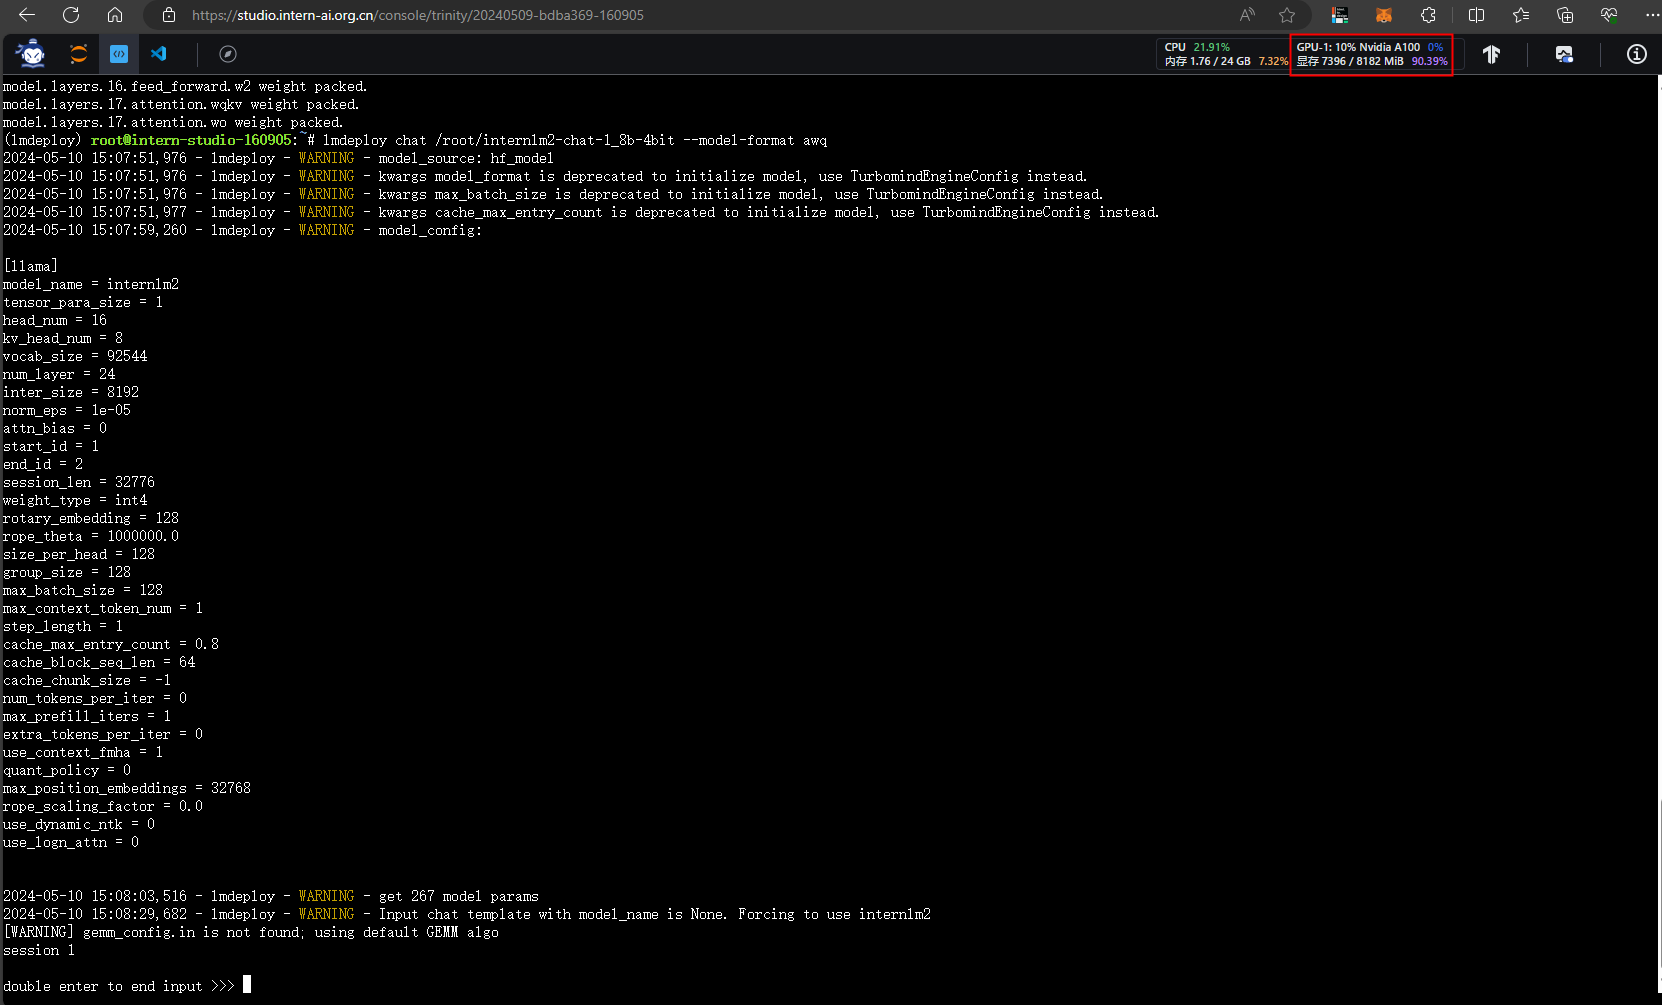 https://studio.intern-ai.org.cn/console/trinity/20240509-bdba369-160905
CPU 21.91%
内存 1.76 / 24 GB 7.32%
GPU-1: 10% Nvidia A100 0%
显存 7396 / 8182 MiB 90.39%
model.layers.16.feed_forward.w2 weight packed.
model.layers.17.attention.wqkv weight packed.
model.layers.17.attention.wo weight packed.
(lmdeploy) root@intern-studio-160905:~# lmdeploy chat /root/internlm2-chat-1_8b-4bit --model-format awq
2024-05-10 15:07:51,976 - lmdeploy - WARNING - model_source: hf_model
2024-05-10 15:07:51,976 - lmdeploy - WARNING - kwargs model_format is deprecated to initialize model, use TurbomindEngineConfig instead.
2024-05-10 15:07:51,976 - lmdeploy - WARNING - kwargs max_batch_size is deprecated to initialize model, use TurbomindEngineConfig instead.
2024-05-10 15:07:51,977 - lmdeploy - WARNING - kwargs cache_max_entry_count is deprecated to initialize model, use TurbomindEngineConfig instead.
2024-05-10 15:07:59,260 - lmdeploy - WARNING - model_config:
[llama]
model_name = internlm2
tensor_para_size = 1
head_num = 16
kv_head_num = 8
vocab_size = 92544
num_layer = 24
inter_size = 8192
norm_eps = 1e-05
attn_bias = 0
start_id = 1
end_id = 2
session_len = 32776
weight_type = int4
rotary_embedding = 128
rope_theta = 1000000.0
size_per_head = 128
group_size = 128
max_batch_size = 128
max_context_token_num = 1
step_length = 1
cache_max_entry_count = 0.8
cache_block_seq_len = 64
cache_chunk_size = -1
num_tokens_per_iter = 0
max_prefill_iters = 1
extra_tokens_per_iter = 0
use_context_fmha = 1
quant_policy = 0
max_position_embeddings = 32768
rope_scaling_factor = 0.0
use_dynamic_ntk = 0
use_logn_attn = 0
2024-05-10 15:08:03,516 - lmdeploy - WARNING - get 267 model params
2024-05-10 15:08:29,682 - lmdeploy - WARNING - Input chat template with model_name is None. Forcing to use internlm2
[WARNING] gemm_config.in is not found; using default GEMM algo
session 1
double enter to end input >>>